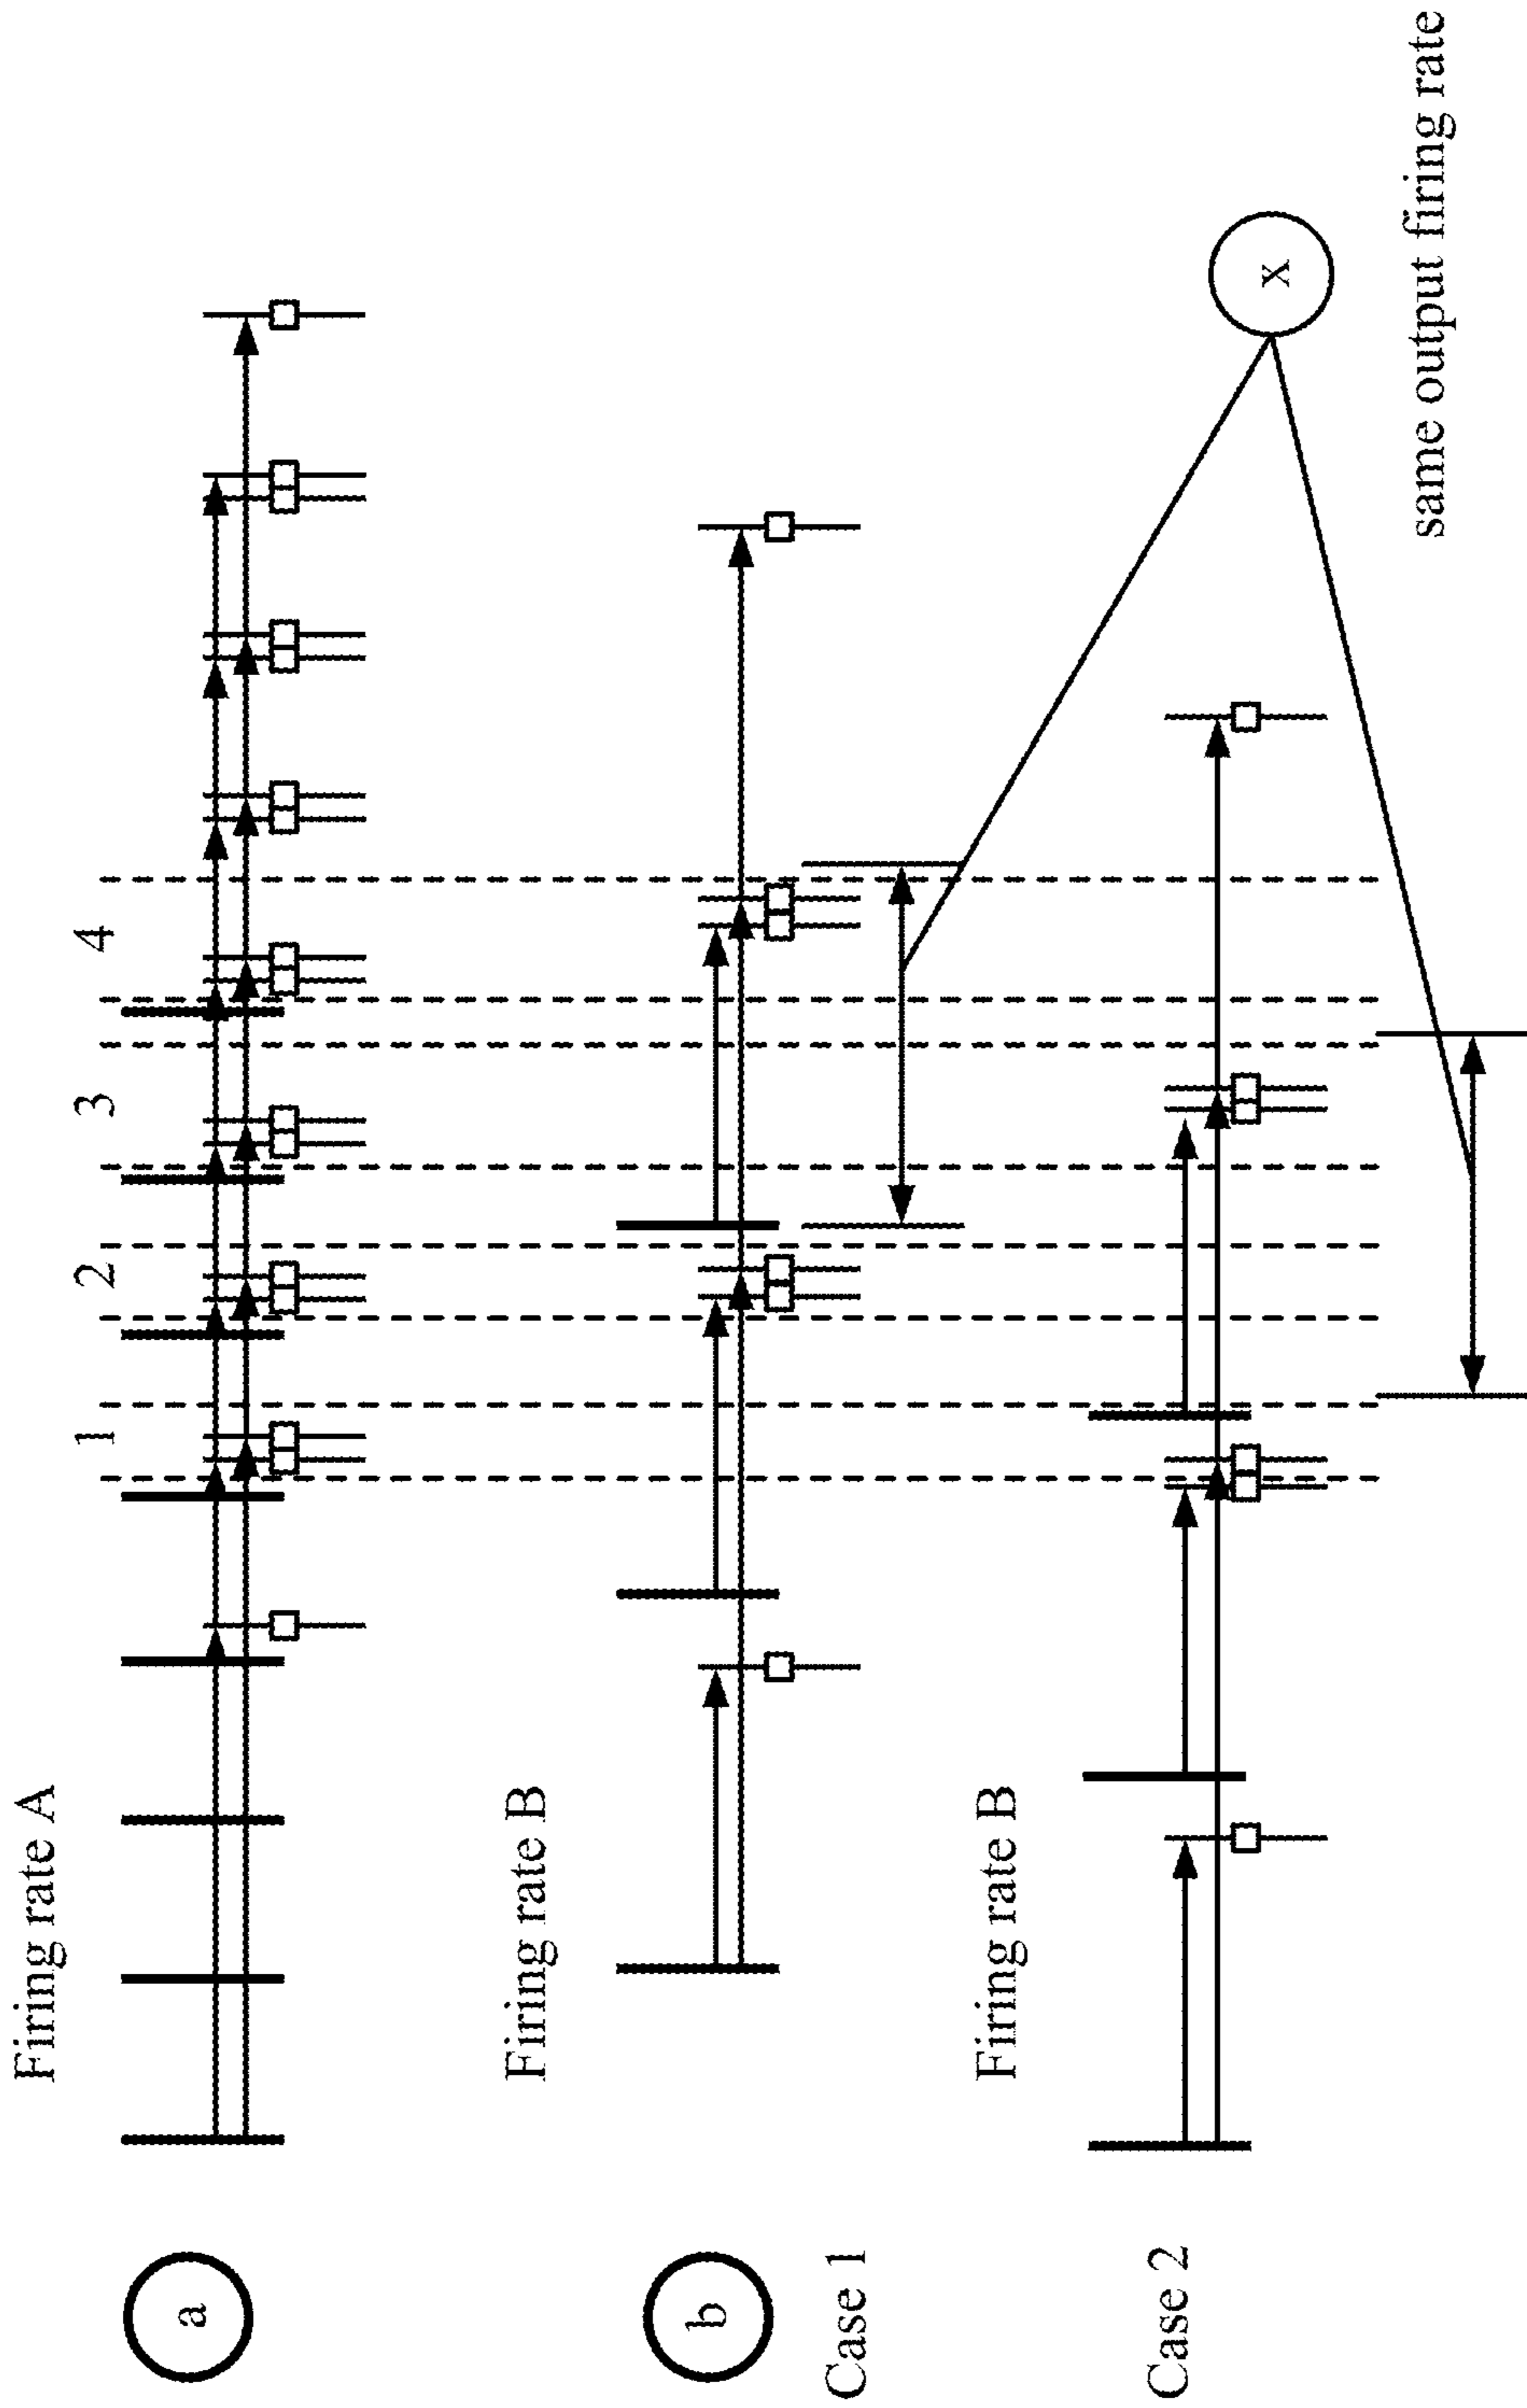 Firing rate A
a
1
2
3
4
Firing rate B
b
Case 1
Firing rate B
Case 2
x
same output firing rate